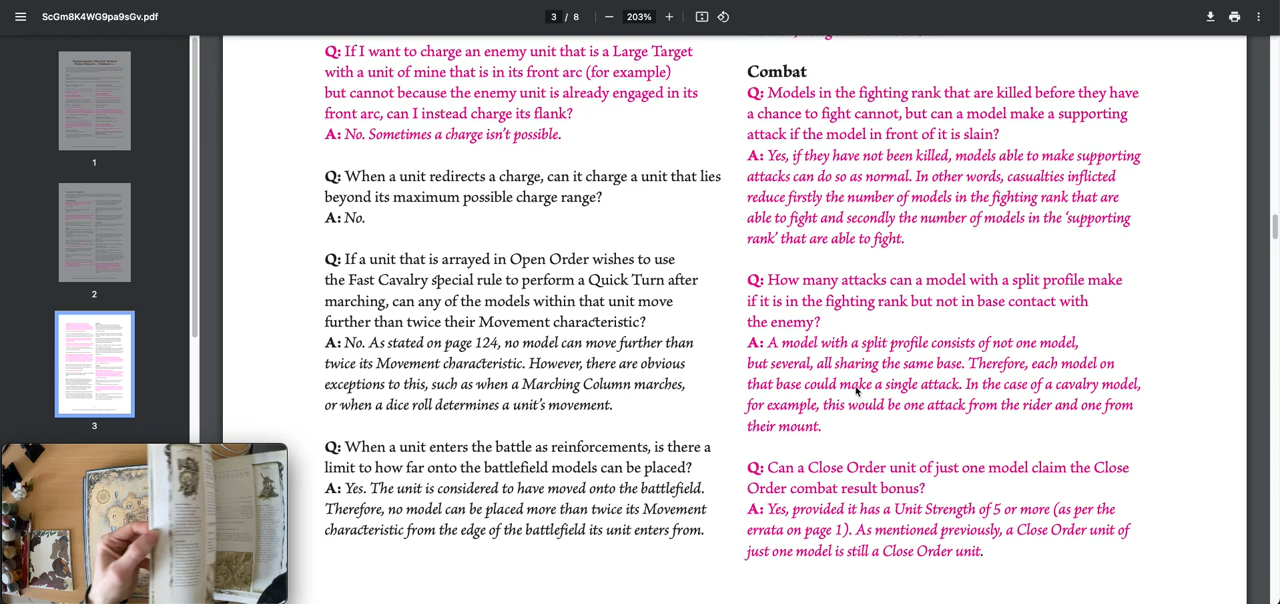 ScGm8K4WG9pa9sGv.pdf
3 / 8
203%
1
2
3
Q: If I want to charge an enemy unit that is a Large Target
with a unit of mine that is in its front arc (for example)
but cannot because the enemy unit is already engaged in its
front arc, can I instead charge its flank?
A: No. Sometimes a charge isn't possible.
Q: When a unit redirects a charge, can it charge a unit that lies
beyond its maximum possible charge range?
A: No.
Q: If a unit that is arrayed in Open Order wishes to use
the Fast Cavalry special rule to perform a Quick Turn after
marching, can any of the models within that unit move
further than twice their Movement characteristic?
A: No. As stated on page 124, no model can move further than
twice its Movement characteristic. However, there are obvious
exceptions to this, such as when a Marching Column marches,
or when a dice roll determines a unit's movement.
Q: When a unit enters the battle as reinforcements, is there a
limit to how far onto the battlefield models can be placed?
A: Yes. The unit is considered to have moved onto the battlefield.
Therefore, no model can be placed more than twice its Movement
characteristic from the edge of the battlefield its unit enters from.
Combat
Q: Models in the fighting rank that are killed before they have
a chance to fight cannot, but can a model make a supporting
attack if the model in front of it is slain?
A: Yes, if they have not been killed, models able to make supporting
attacks can do so as normal. In other words, casualties inflicted
reduce firstly the number of models in the fighting rank that are
able to fight and secondly the number of models in the 'supporting
rank' that are able to fight.
Q: How many attacks can a model with a split profile make
if it is in the fighting rank but not in base contact with
the enemy?
A: A model with a split profile consists of not one model,
but several, all sharing the same base. Therefore, each model on
that base could make a single attack. In the case of a cavalry model,
for example, this would be one attack from the rider and one from
their mount.
Q: Can a Close Order unit of just one model claim the Close
Order combat result bonus?
A: Yes, provided it has a Unit Strength of 5 or more (as per the
errata on page 1). As mentioned previously, a Close Order unit of
just one model is still a Close Order unit.